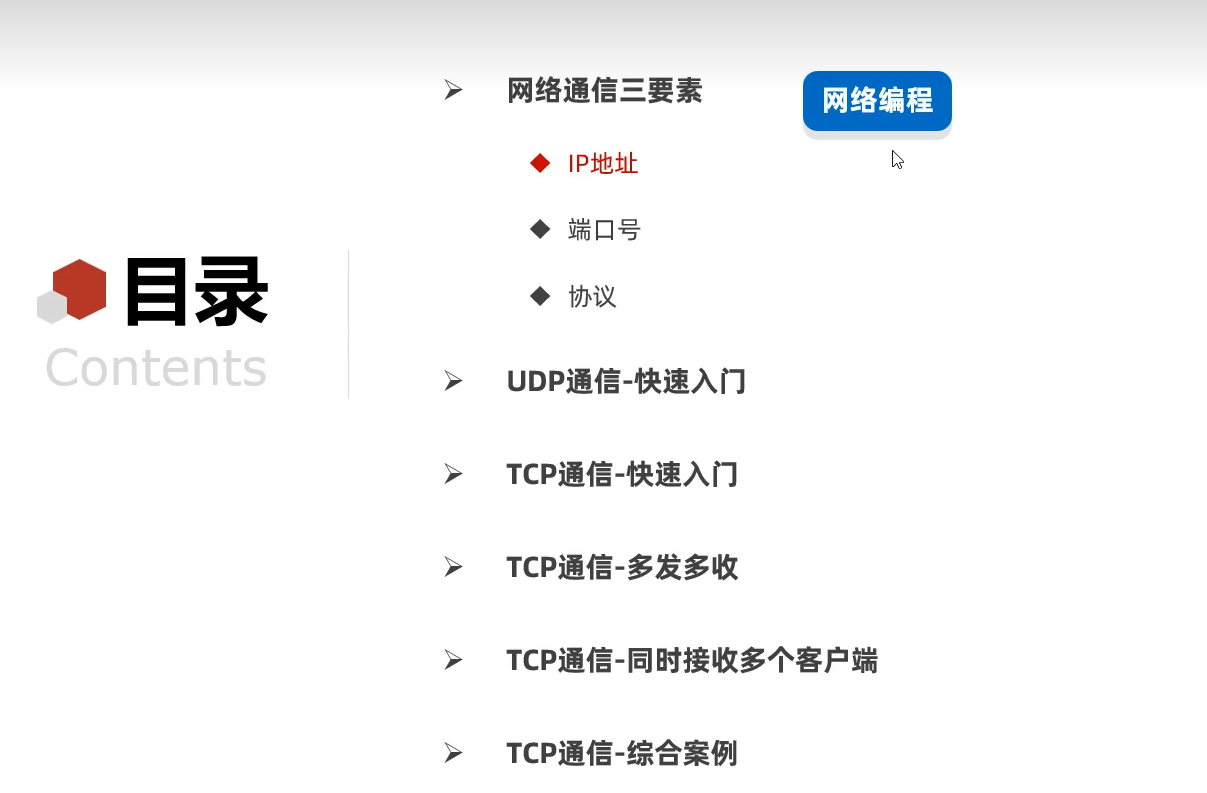 目录
Contents
网络通信三要素
网络编程
IP地址
端口号
协议
UDP通信-快速入门
TCP通信-快速入门
TCP通信-多发多收
TCP通信-同时接收多个客户端
TCP通信-综合案例